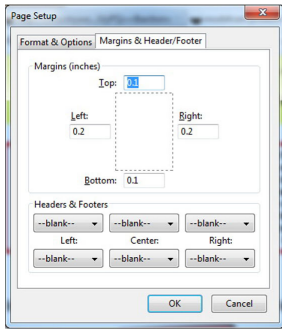 Page Setup
Format & Options
Margins & Header/Footer
Margins (inches)
Top: 0.1
Left:
Right:
0.2
0.2
Bottom: 0.1
Headers & Footers
--blank-- --blank-- --blank--
Left: Center: Right:
--blank-- --blank-- --blank--
OK Cancel